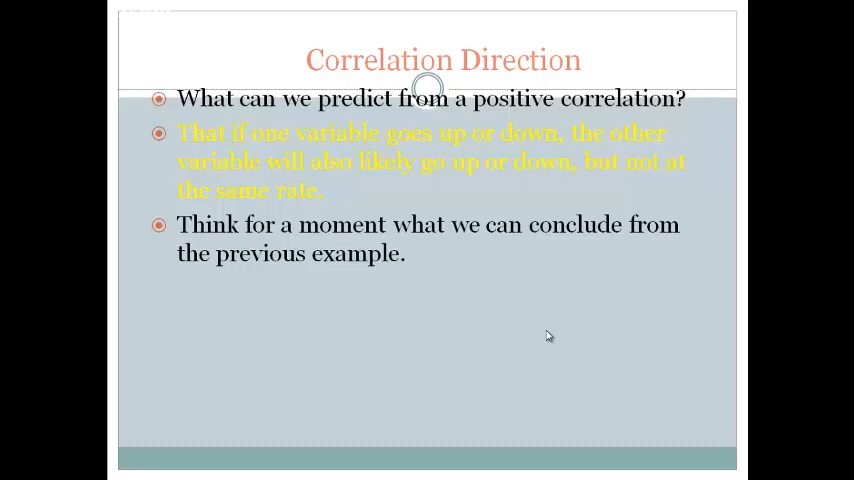 Correlation Direction
What can we predict from a positive correlation?
That if one variable goes up or down, the other
variable will also likely go up or down, but not at
the same rate.
Think for a moment what we can conclude from
the previous example.